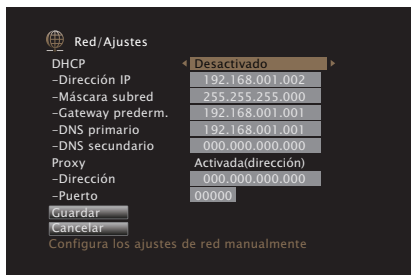 Red/Ajustes
DHCP Desactivado
–Dirección IP 192.168.001.002
–Máscara subred 255.255.255.000
–Gateway prederm. 192.168.001.001
–DNS primario 192.168.001.001
–DNS secundario 000.000.000.000
Proxy Activada(dirección)
–Dirección 000.000.000.000
–Puerto 00000
Guardar
Cancelar
Configura los ajustes de red manualmente